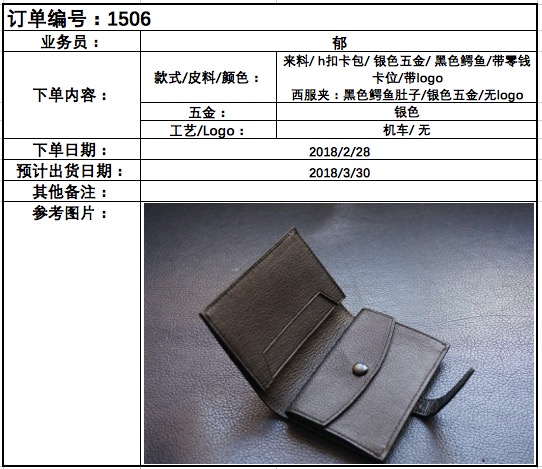 订单编号：1506
业务员： 郁
下单内容： 款式/皮料/颜色： 来料/ h扣卡包/ 银色五金/ 黑色鳄鱼/带零钱
卡位/带logo
西服夹：黑色鳄鱼肚子/银色五金/无logo
五金： 银色
工艺/Logo： 机车/ 无
下单日期： 2018/2/28
预计出货日期： 2018/3/30
其他备注：
参考图片：